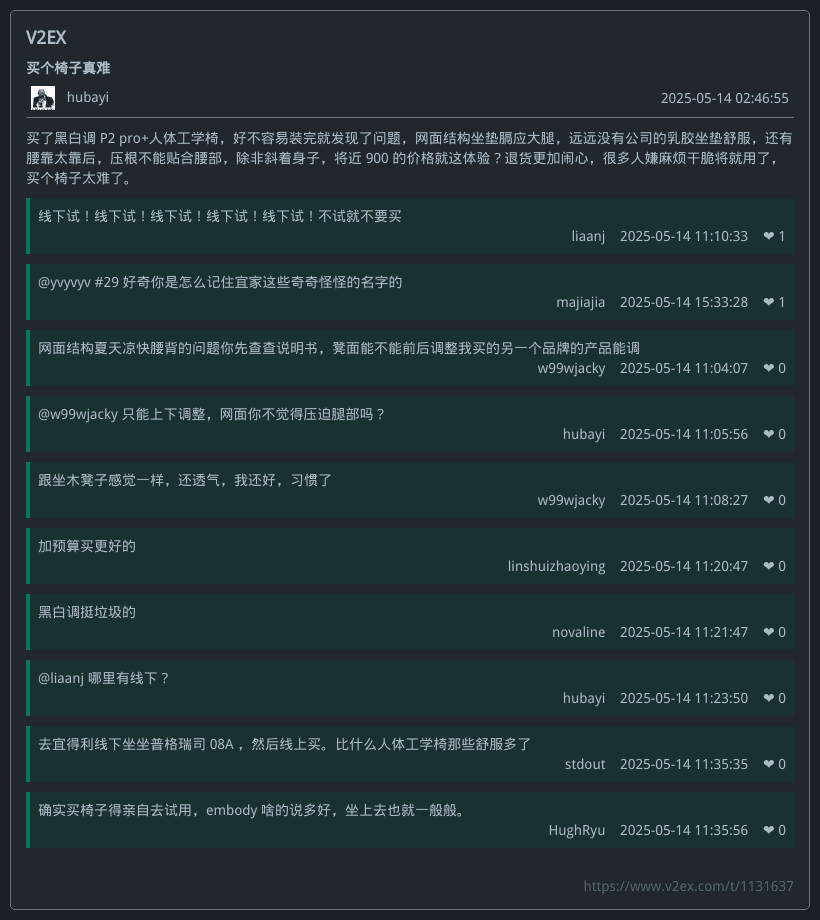 V2EX
买个椅子真难
hubayi
2025-05-14 02:46:55
买了黑白调 P2 pro+人体工学椅，好不容易装完就发现了问题，网面结构坐垫膈应大腿，远远没有公司的乳胶坐垫舒服，还有
腰靠太靠后，压根不能贴合腰部，除非斜着身子，将近 900 的价格就这体验？退货更加闹心，很多人嫌麻烦干脆将就用了，
买个椅子太难了。
线下试！线下试！线下试！线下试！线下试！不试就不要买
liaanj 2025-05-14 11:10:33 ❤ 1
@yvyvyv #29 好奇你是怎么记住宜家这些奇奇怪怪的名字的
majiajia 2025-05-14 15:33:28 ❤ 1
网面结构夏天凉快腰背的问题你先查查说明书，凳面能不能前后调整我买的另一个品牌的产品能调
w99wjacky 2025-05-14 11:04:07 ❤ 0
@w99wjacky 只能上下调整，网面你不觉得压迫腿部吗？
hubayi 2025-05-14 11:05:56 ❤ 0
跟坐木凳子感觉一样，还透气，我还好，习惯了
w99wjacky 2025-05-14 11:08:27 ❤ 0
加预算买更好的
linshuizhaoying 2025-05-14 11:20:47 ❤ 0
黑白调挺垃圾的
novaline 2025-05-14 11:21:47 ❤ 0
@liaanj 哪里有线下？
hubayi 2025-05-14 11:23:50 ❤ 0
去宜得利线下坐坐普格瑞司 08A ，然后线上买。比什么人体工学椅那些舒服多了
stdout 2025-05-14 11:35:35 ❤ 0
确实买椅子得亲自去试用，embody 啥的说多好，坐上去也就一般般。
HughRyu 2025-05-14 11:35:56 ❤ 0
https://www.v2ex.com/t/1131637